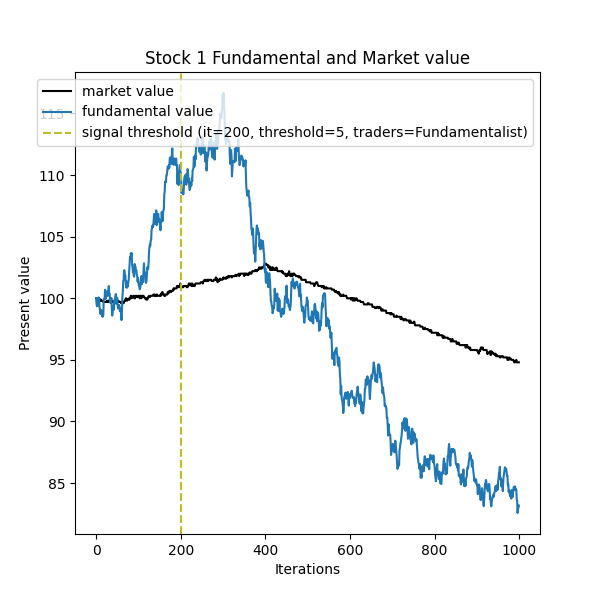 Stock 1 Fundamental and Market value
market value
fundamental value
signal threshold (it=200, threshold=5, traders=Fundamentalist)
115
110
105
100
95
90
85
Present value
0 200 400 600 800 1000
Iterations